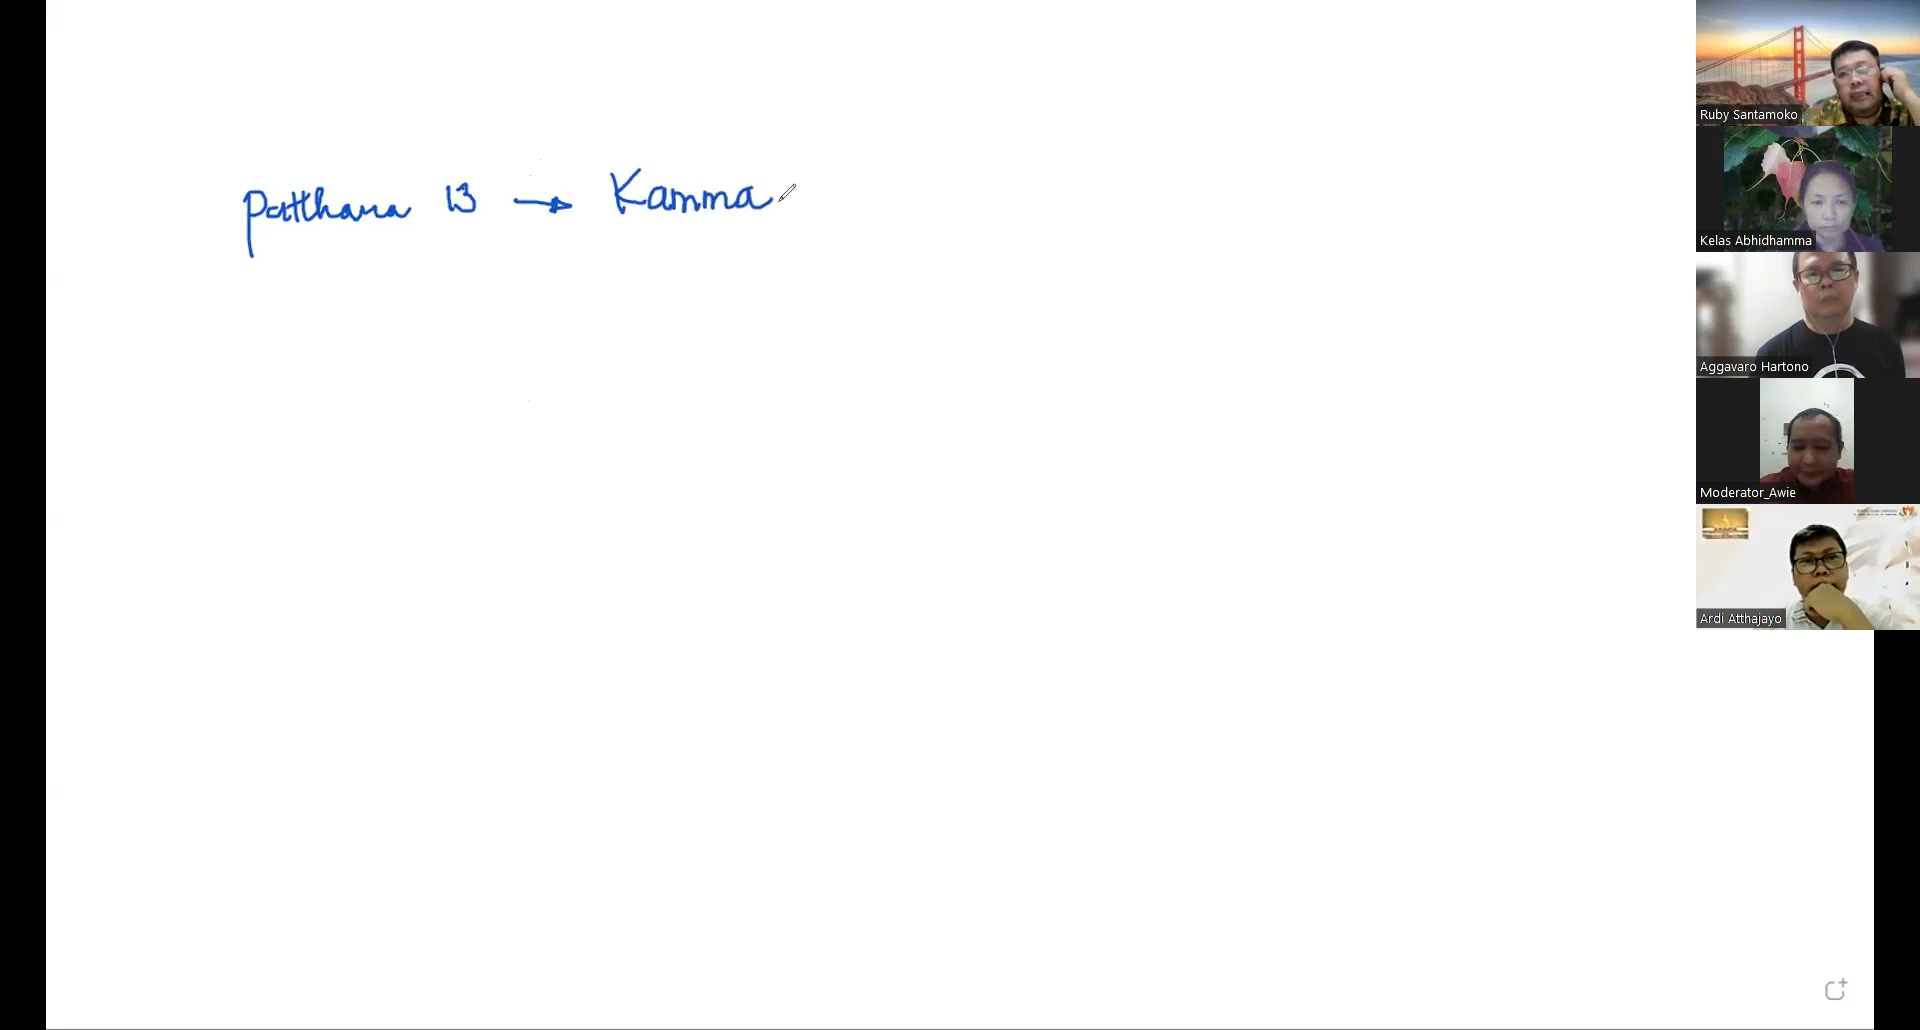 Patthana 13 → Kamma
Ruby Santamoko
Kelas Abhidhamma
Aggavaro Hartono
Moderator_Awie
Ardi Atthajayo